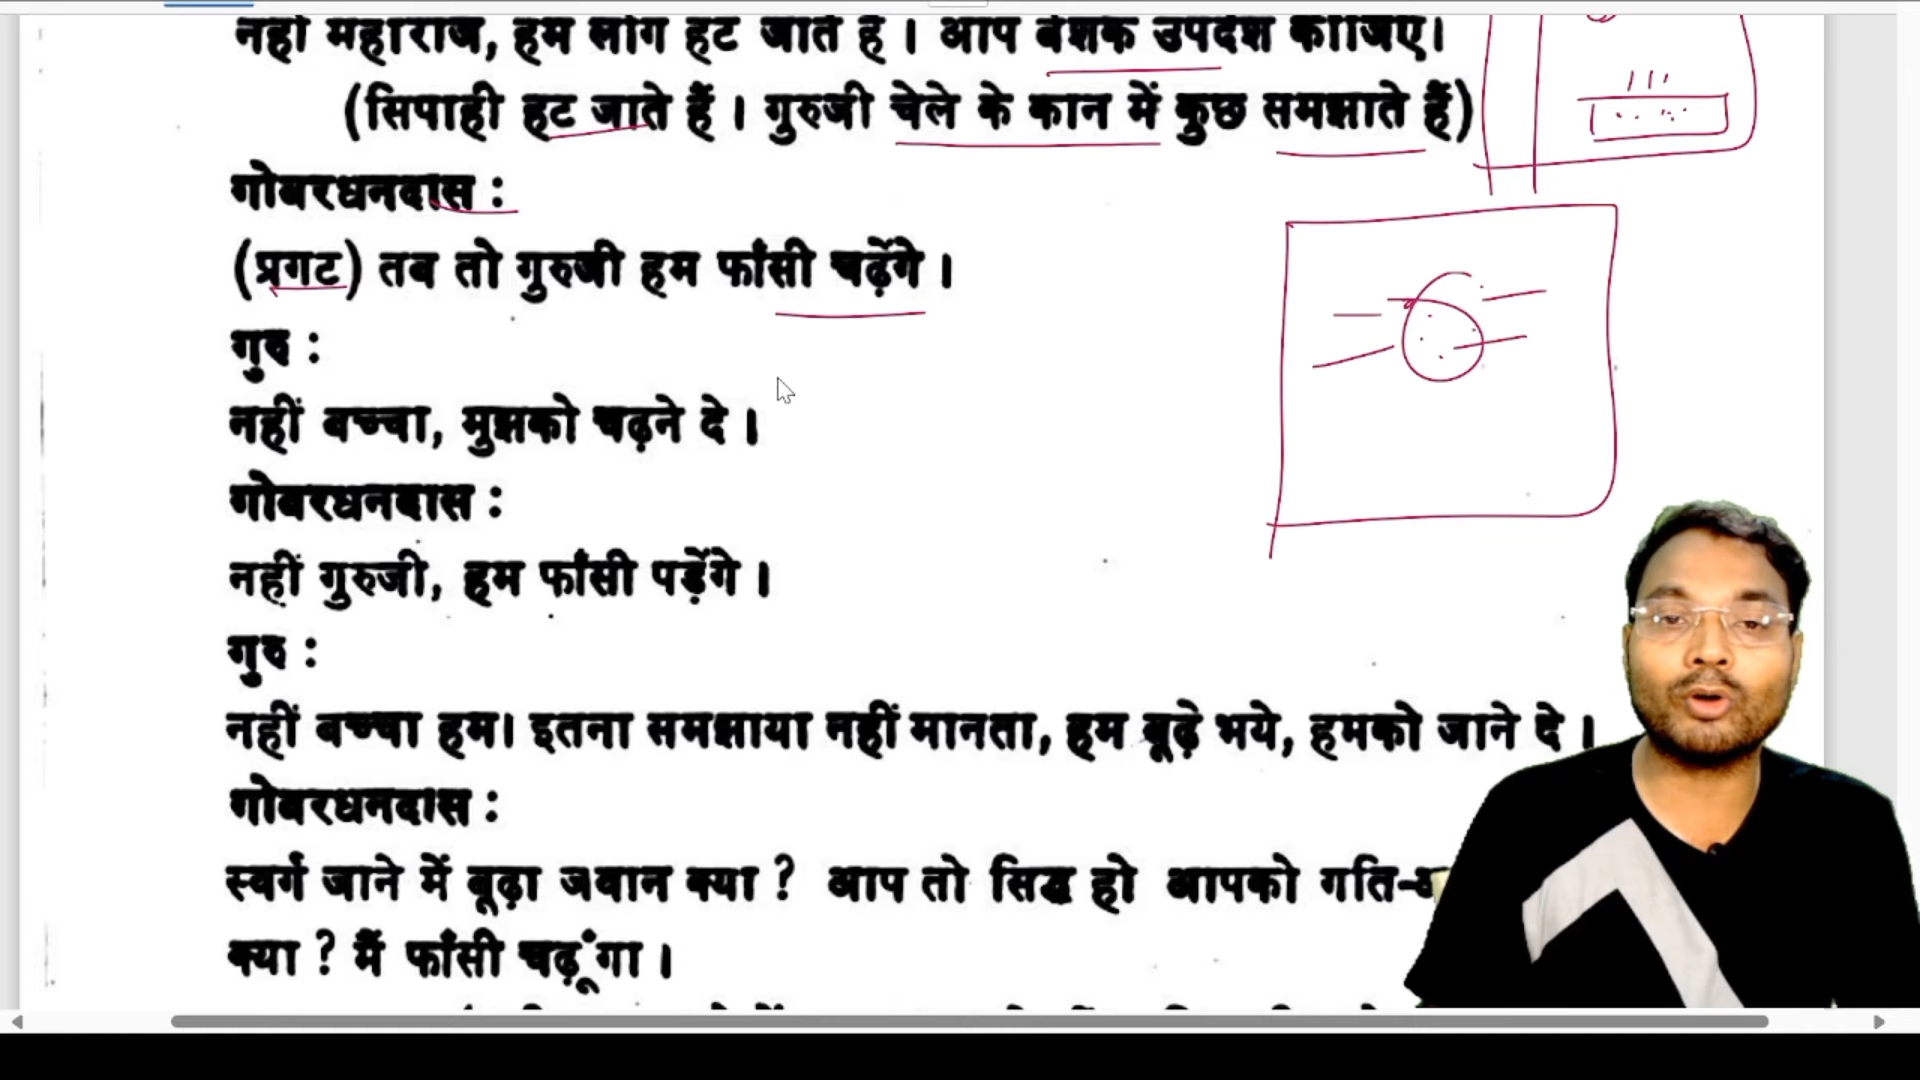 नहीं महाराज, हम लोग हट जाते हैं । आप बेशक उपदेश कीजिए।
(सिपाही हट जाते हैं । गुरुजी चेले के कान में कुछ समझाते हैं)
गोबरधनदास :
(प्रगट) तब तो गुरुजी हम फाँसी चढ़ेंगे ।
गुरु :
नहीं बच्चा, मुझको चढ़ने दे ।
गोबरधनदास :
नहीं गुरुजी, हम फाँसी पड़ेंगे ।
गुरु :
नहीं बच्चा हम। इतना समझाया नहीं मानता, हम बूढ़े भये, हमको जाने दे ।
गोबरधनदास :
स्वर्ग जाने में बूढ़ा जवान क्या ? आप तो सिद्ध हो आपको
क्या ? मैं फाँसी चढ़ूँगा ।